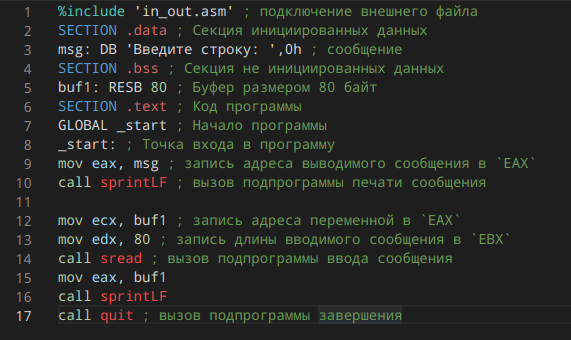 1 %include 'in_out.asm' ; подключение внешнего файла
2 SECTION .data ; Секция инициированных данных
3 msg: DB 'Введите строку: ',0h ; сообщение
4 SECTION .bss ; Секция не инициированных данных
5 buf1: RESB 80 ; Буфер размером 80 байт
6 SECTION .text ; Код программы
7 GLOBAL _start ; Начало программы
8 _start: ; Точка входа в программу
9 mov eax, msg ; запись адреса выводимого сообщения в `EAX`
10 call sprintLF ; вызов подпрограммы печати сообщения
11
12 mov ecx, buf1 ; запись адреса переменной в `EAX`
13 mov edx, 80 ; запись длины вводимого сообщения в `EBX`
14 call sread ; вызов подпрограммы ввода сообщения
15 mov eax, buf1
16 call sprintLF
17 call quit ; вызов подпрограммы завершения